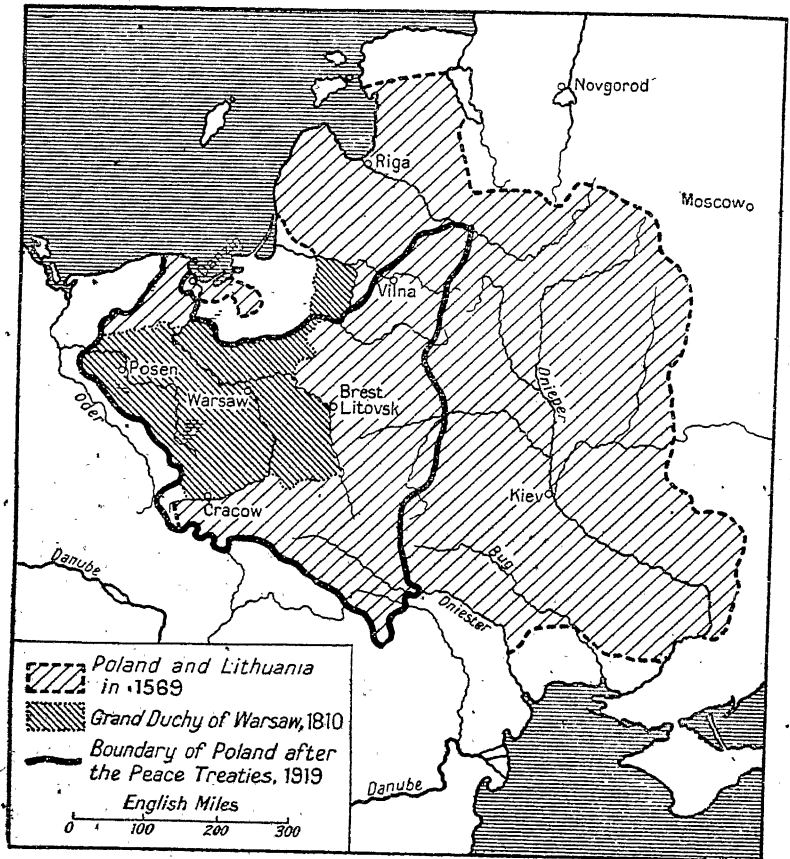 Novgorod
Riga
Moscow
Danzig
Vilna
Posen
Warsaw
Brest
Litovsk
Oder
Dnieper
Kiev
Cracow
Bug
Danube
Dniester
Poland and Lithuania
in 1569
Grand Duchy of Warsaw, 1810
Boundary of Poland after
the Peace Treaties, 1919
English Miles
0 100 200 300
Danube